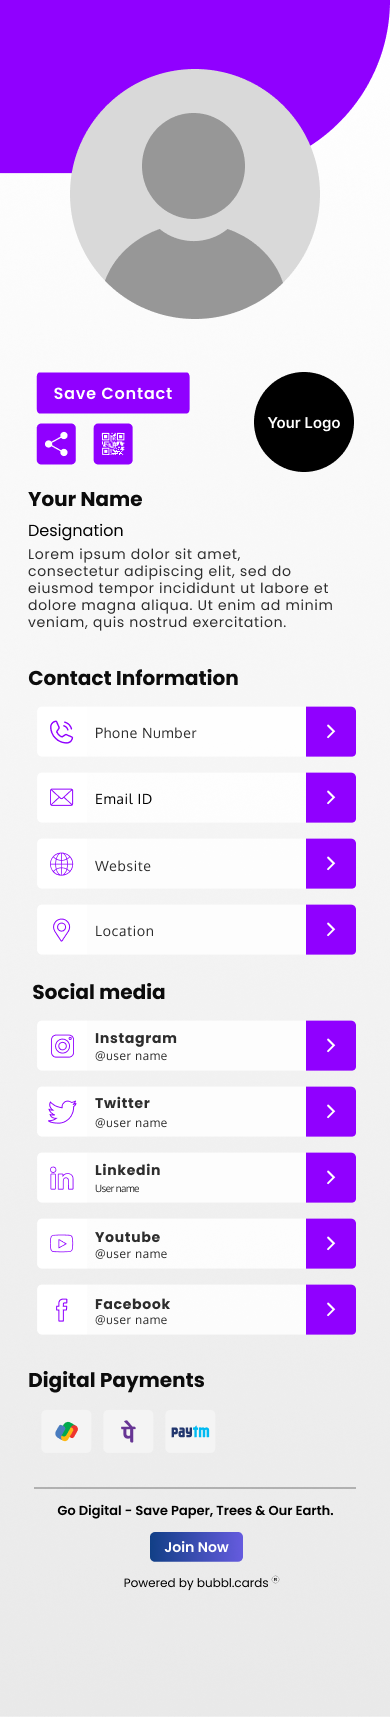 Save Contact
Your Logo
Your Name
Designation
Lorem ipsum dolor sit amet,
consectetur adipiscing elit, sed do
eiusmod tempor incididunt ut labore et
dolore magna aliqua. Ut enim ad minim
veniam, quis nostrud exercitation.
Contact Information
Phone Number
Email ID
Website
Location
Social media
Instagram
@user name
Twitter
@user name
Linkedin
User name
Youtube
@user name
Facebook
@user name
Digital Payments
पे
paytm
Go Digital - Save Paper, Trees & Our Earth.
Join Now
Powered by bubbl.cards ®